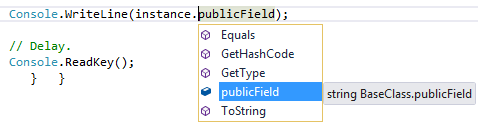 Console.WriteLine(instance.publicField);
// Delay.
Console.ReadKey();
}   }
Equals
GetHashCode
GetType
publicField
string BaseClass.publicField
ToString